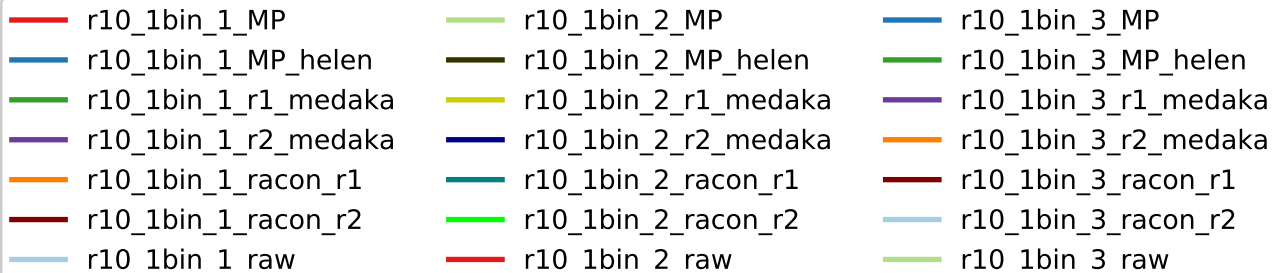 r10_1bin_1_MP r10_1bin_2_MP r10_1bin_3_MP
r10_1bin_1_MP_helen r10_1bin_2_MP_helen r10_1bin_3_MP_helen
r10_1bin_1_r1_medaka r10_1bin_2_r1_medaka r10_1bin_3_r1_medaka
r10_1bin_1_r2_medaka r10_1bin_2_r2_medaka r10_1bin_3_r2_medaka
r10_1bin_1_racon_r1 r10_1bin_2_racon_r1 r10_1bin_3_racon_r1
r10_1bin_1_racon_r2 r10_1bin_2_racon_r2 r10_1bin_3_racon_r2
r10_1bin_1_raw r10_1bin_2_raw r10_1bin_3_raw